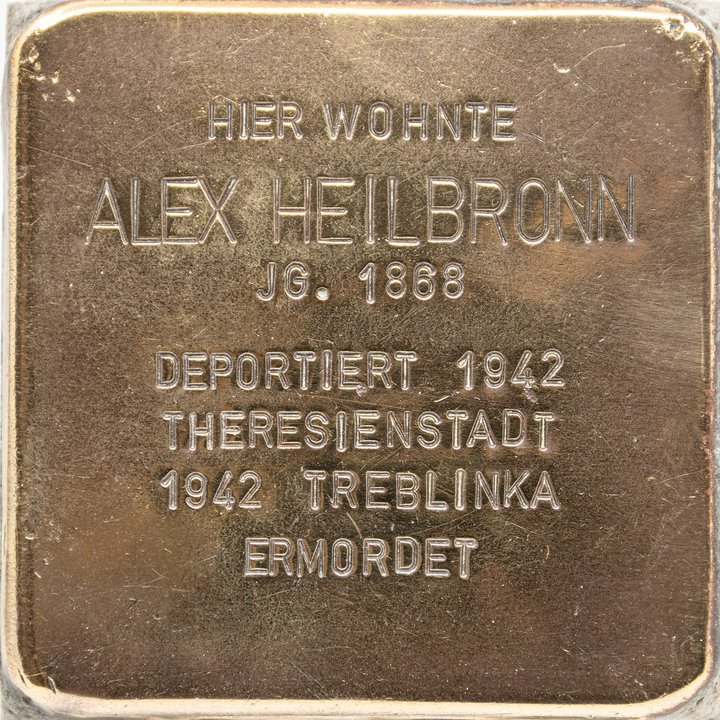 HIER WOHNTE
ALEX HEILBRONN
JG. 1868
DEPORTIERT 1942
THERESIENSTADT
1942 TREBLINKA
ERMORDET